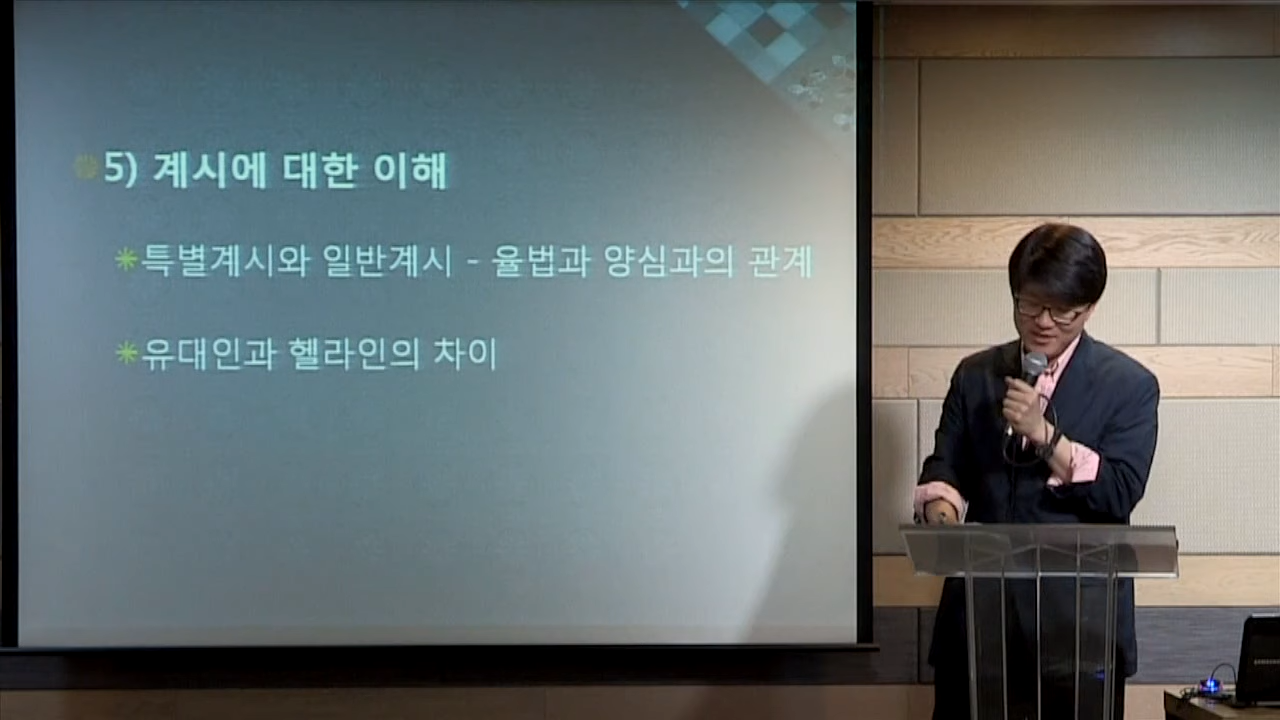 5) 계시에 대한 이해
특별계시와 일반계시 - 율법과 양심과의 관계
유대인과 헬라인의 차이